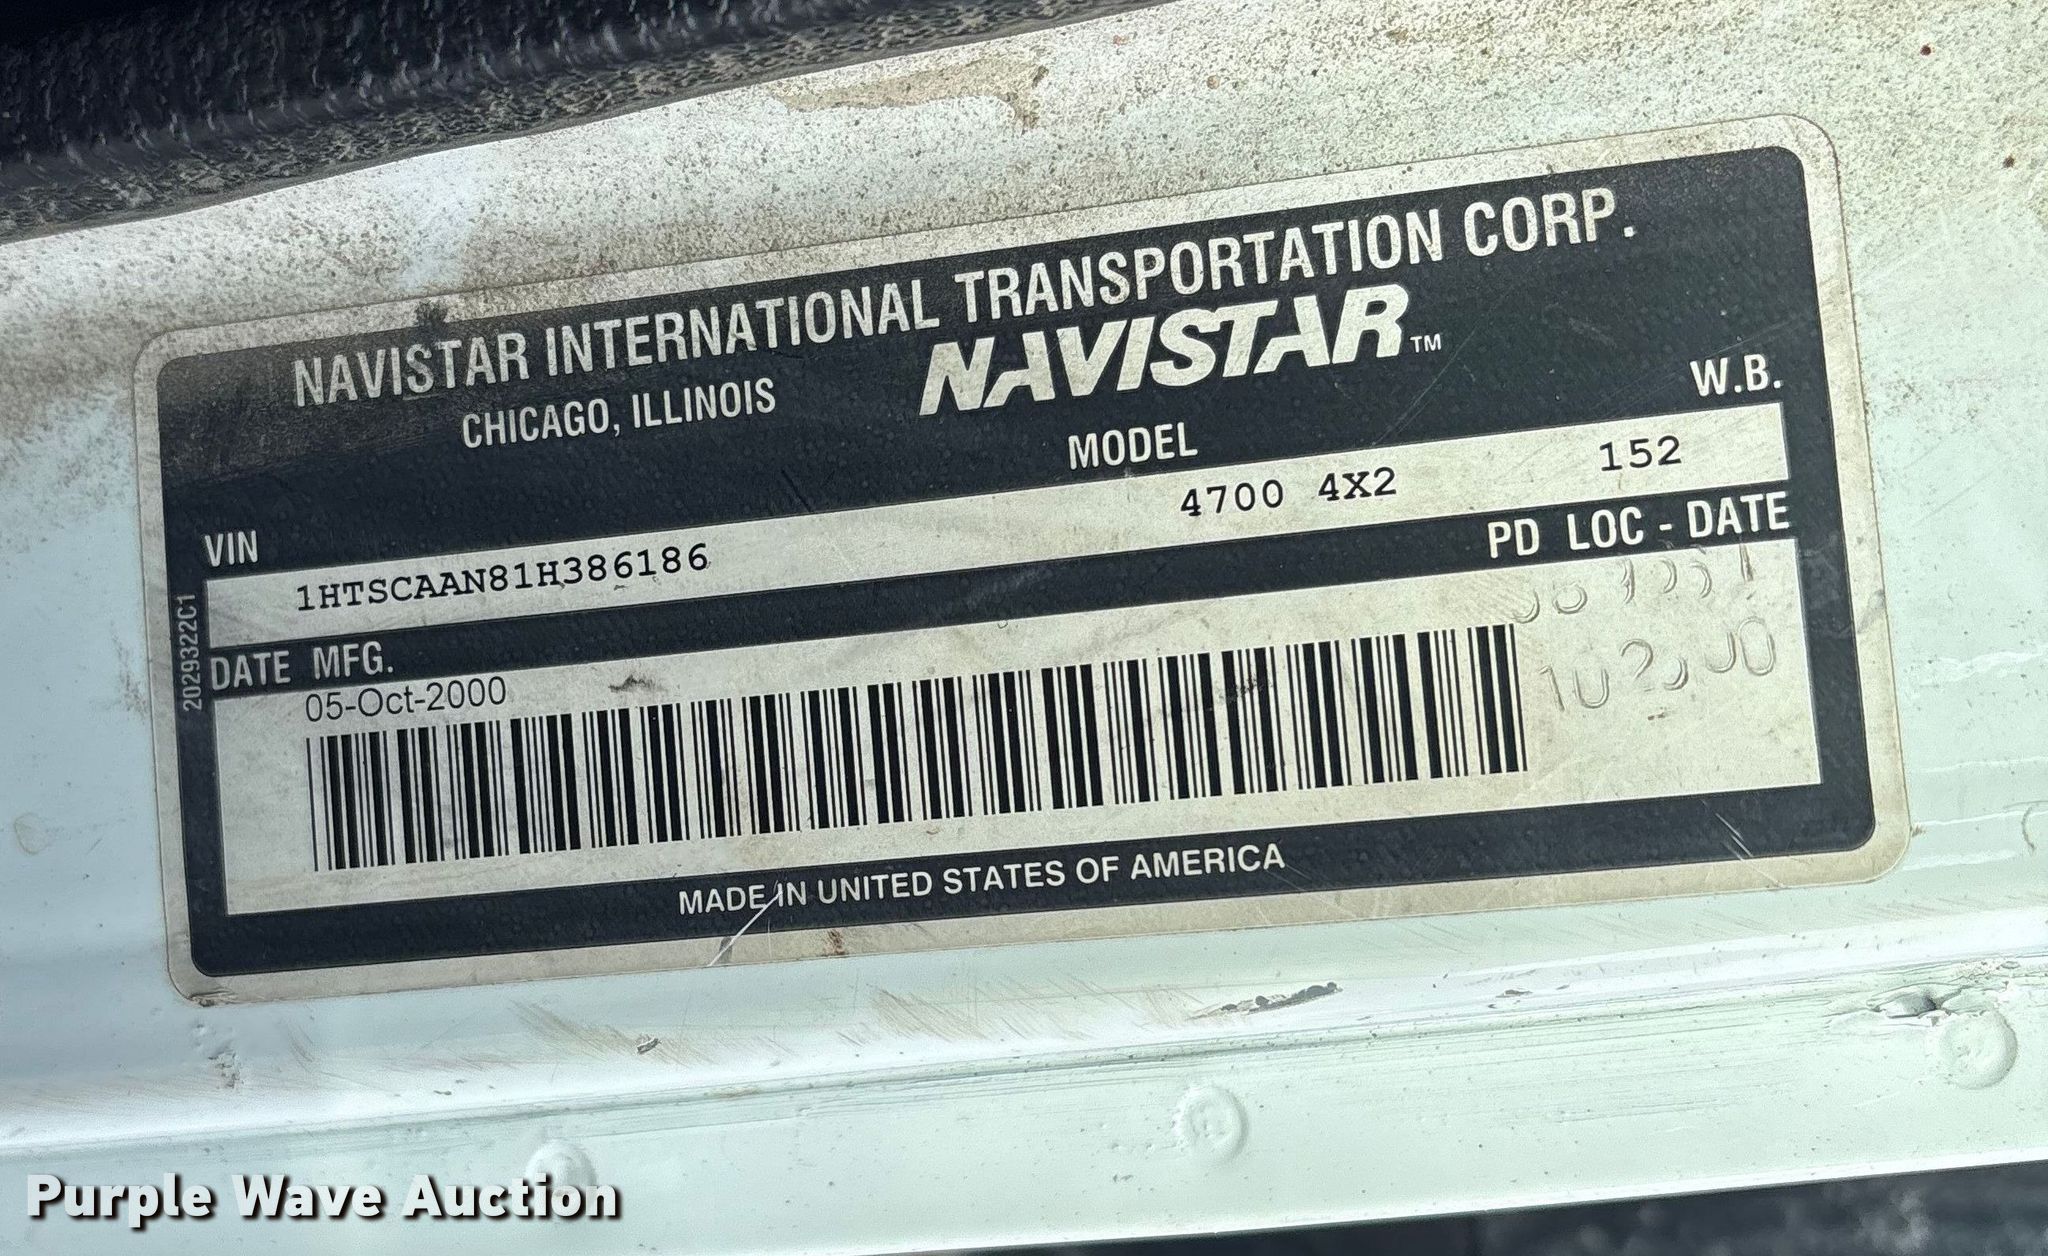 NAVISTAR INTERNATIONAL TRANSPORTATION CORP.
CHICAGO, ILLINOIS
NAVISTAR™
VIN
MODEL
W.B.
1HTSCAAN81H386186
4700 4X2
152
DATE MFG.
PD LOC - DATE
05-Oct-2000
MADE IN UNITED STATES OF AMERICA
2029322C1
Purple Wave Auction